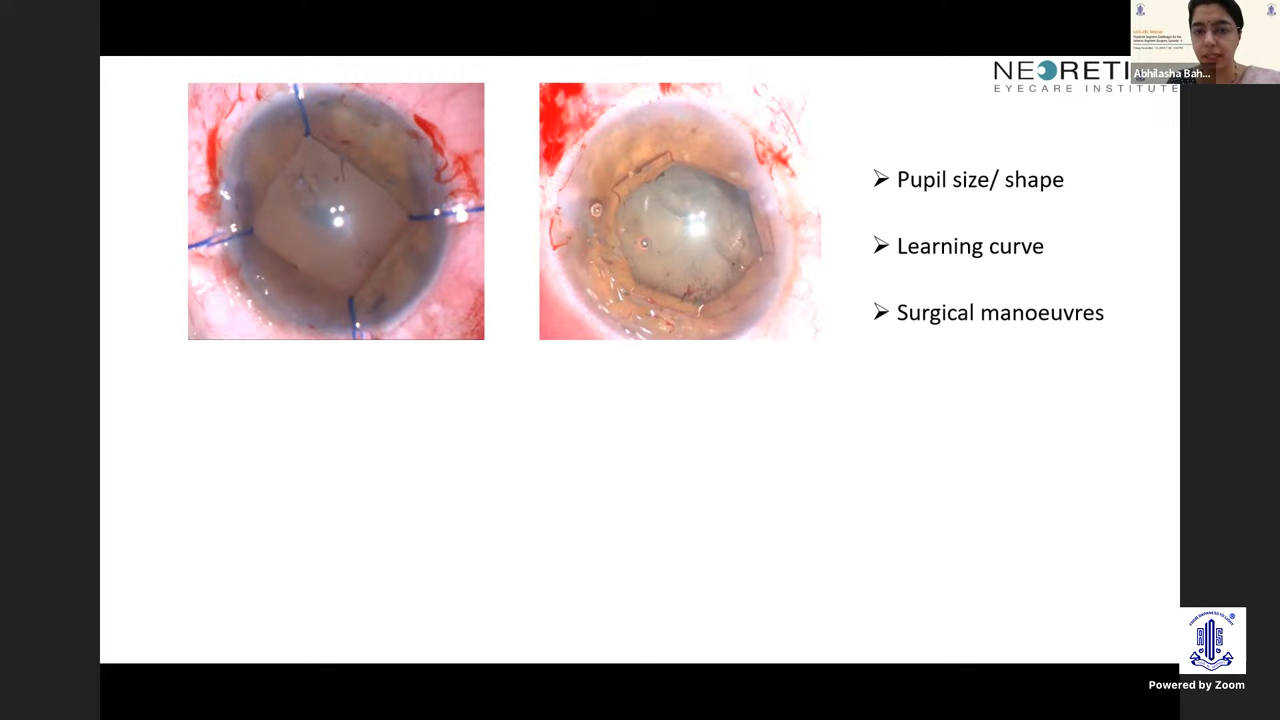 NEORETI
EYECARE INSTITUTE
Abhilasha Bah...
Pupil size/ shape
Learning curve
Surgical manoeuvres
Powered by Zoom